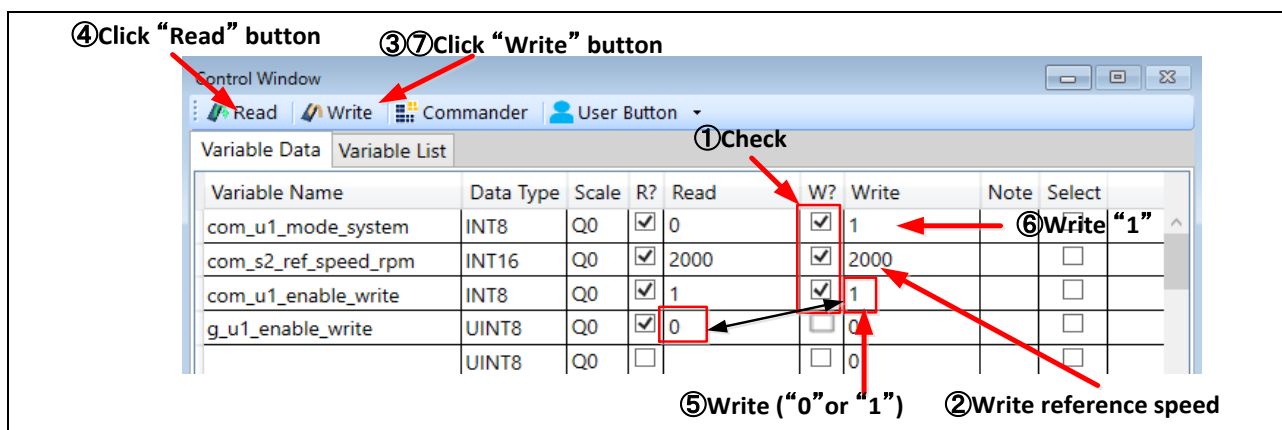 ④Click “Read” button
③⑦Click “Write” button
Control Window
Read Write Commander User Button
①Check
Variable Data Variable List
Variable Name Data Type Scale R? Read W? Write Note Select
com_u1_mode_system INT8 Q0 0 1 ⑥Write “1”
com_s2_ref_speed_rpm INT16 Q0 2000 2000
com_u1_enable_write INT8 Q0 1 1
g_u1_enable_write UINT8 Q0 0 0
UINT8 Q0 0
⑤Write (“0”or “1”) ②Write reference speed